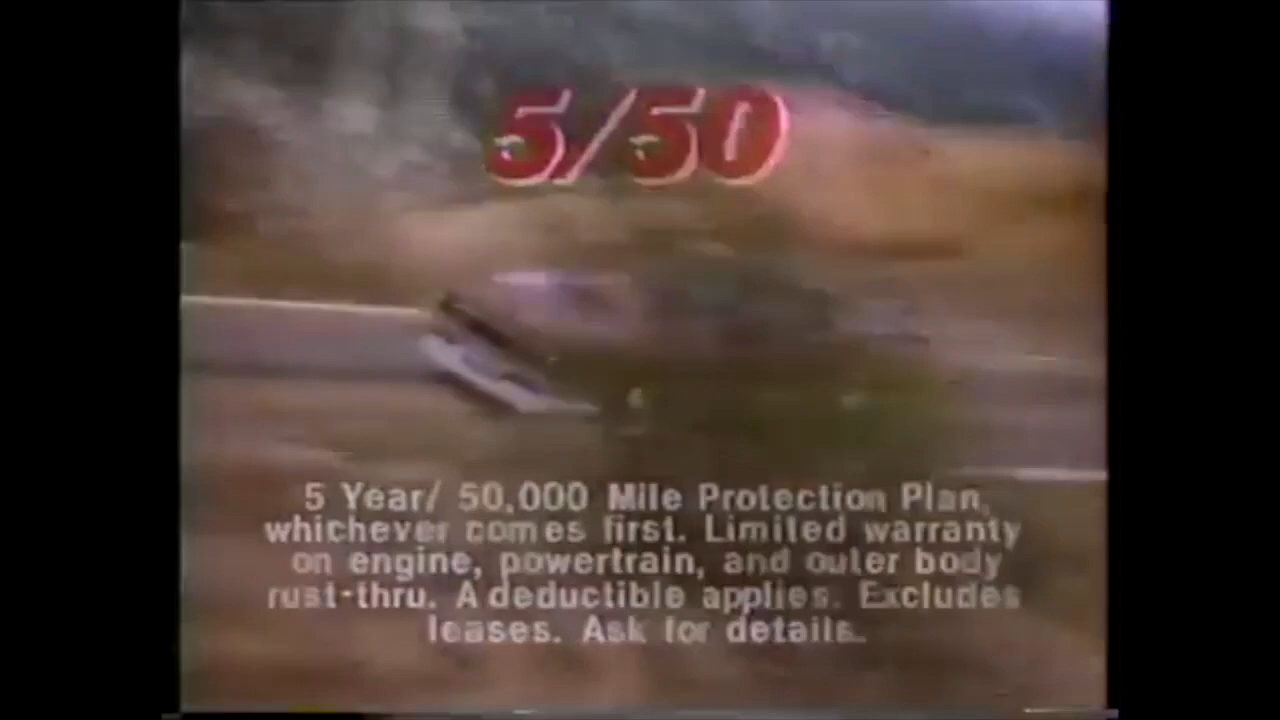 5/50
5 Year/ 50,000 Mile Protection Plan,
whichever comes first. Limited warranty
on engine, powertrain, and outer body
rust-thru. A deductible applies. Excludes
leases. Ask for details.